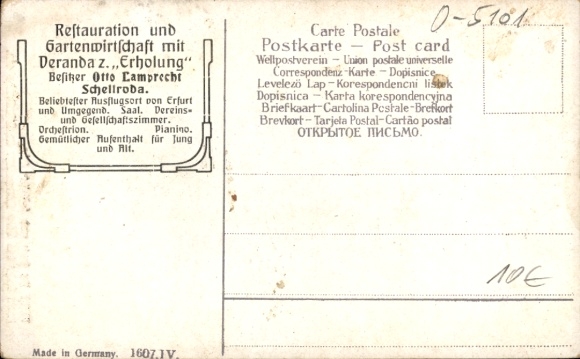 Restauration und
Gartenwirtschaft mit
Veranda z. „Erholung“
Besitzer Otto Lamprecht
Schellroda.
Beliebtester Ausflugsort von Erfurt
und Umgegend. Saal. Vereins-
und Gesellschaftszimmer.
Orchestrion. Pianino.
Gemütlicher Aufenthalt für Jung
und Alt.
O-5101
Carte Postale
Postkarte — Post card
Weltpostverein — Union postale universelle
Correspondenz-Karte — Dopisnice
Levelező Lap — Korespondencni listek
Dopisnica — Karta korespondencyjna
Briefkaart — Cartolina Postale — Brefkort
Brevkort — Tarjeta Postal — Cartão postal
ОТКРЫТОЕ ПИСЬМО.
10€
Made in Germany. 1607.IV.